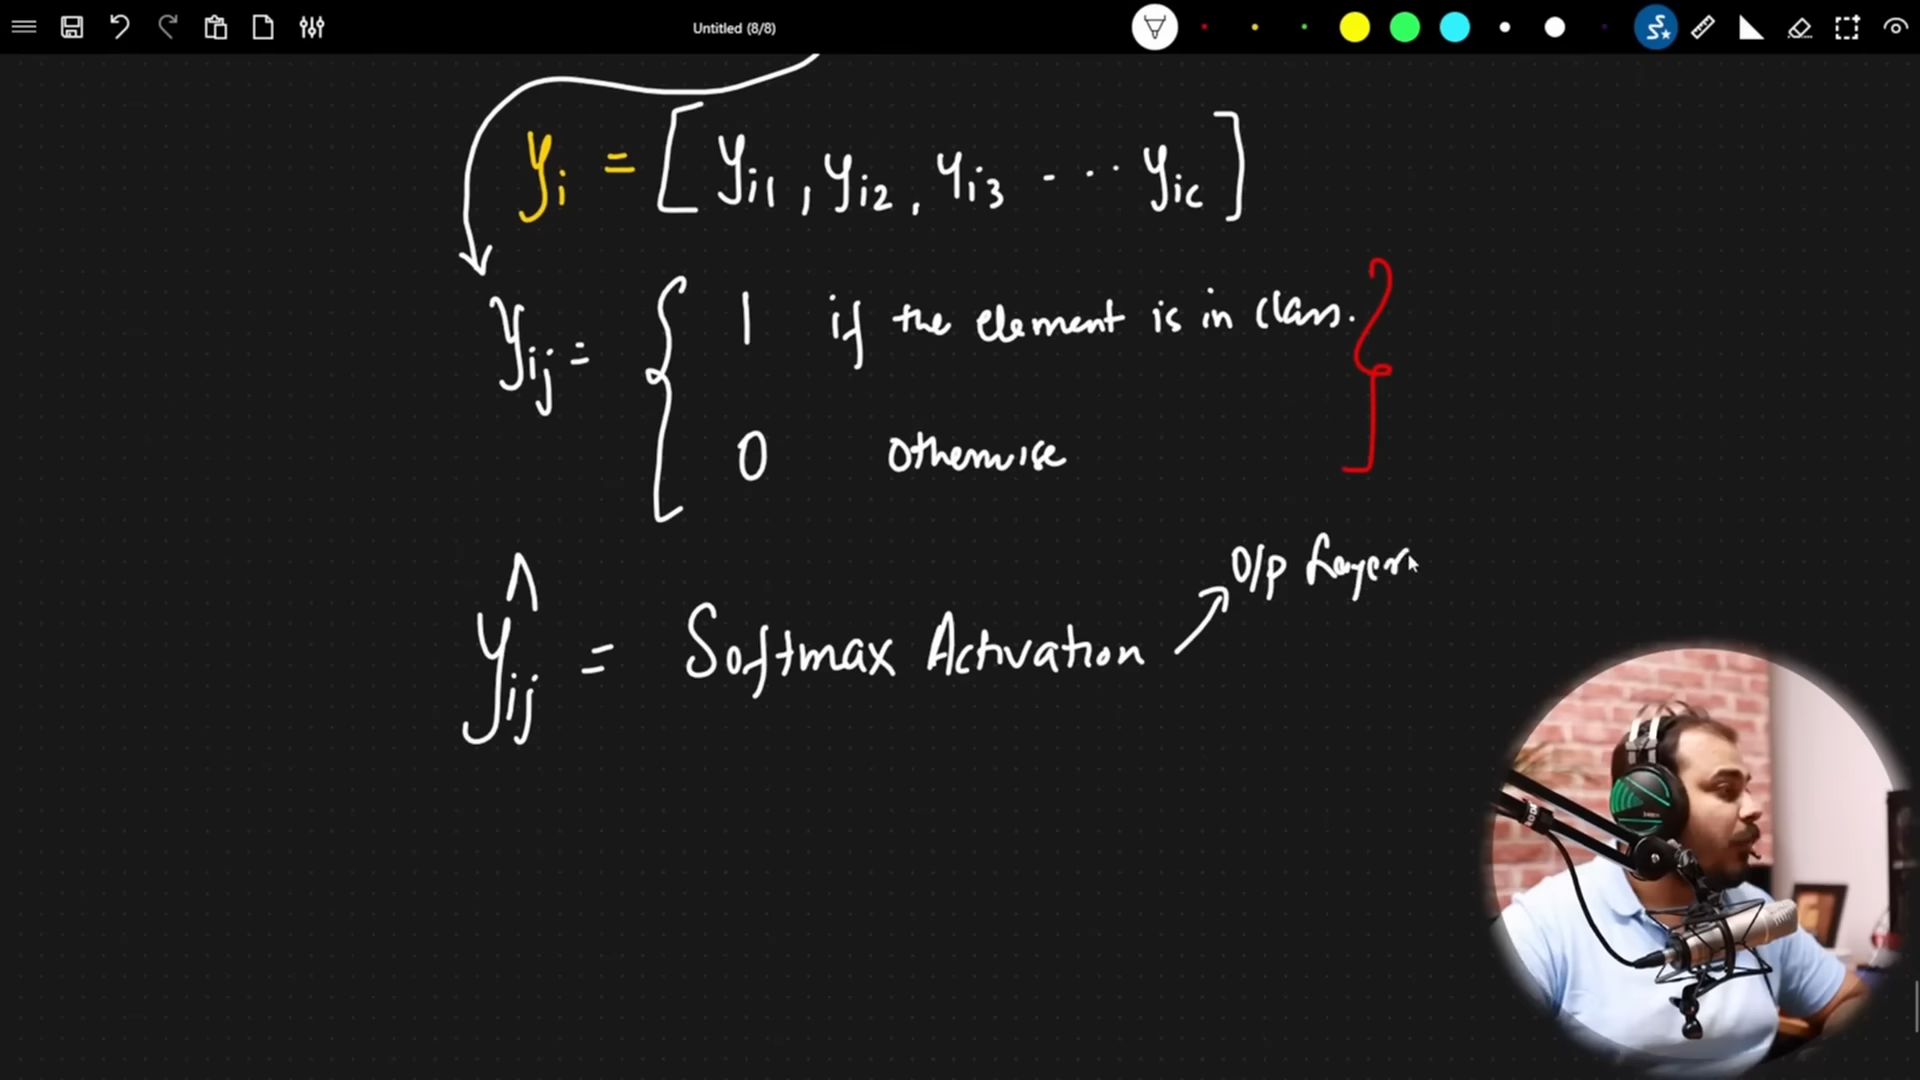 Untitled (8/8)
yi = [ yi1, yi2, yi3 - - - yic ]
yij = { 1 if the element is in class.
0 otherwise
O/p Layer
ŷij = Softmax Activation